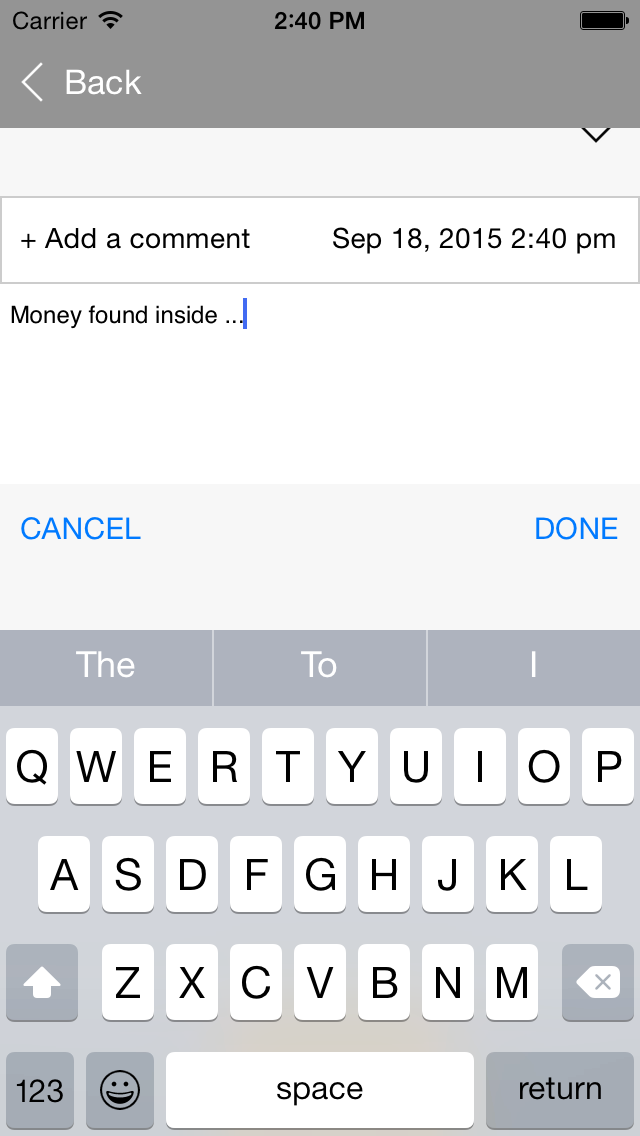 Carrier 2:40 PM
Back
+ Add a comment Sep 18, 2015 2:40 pm
Money found inside ...
CANCEL DONE
The To I
Q W E R T Y U I O P
A S D F G H J K L
Z X C V B N M
123 space return